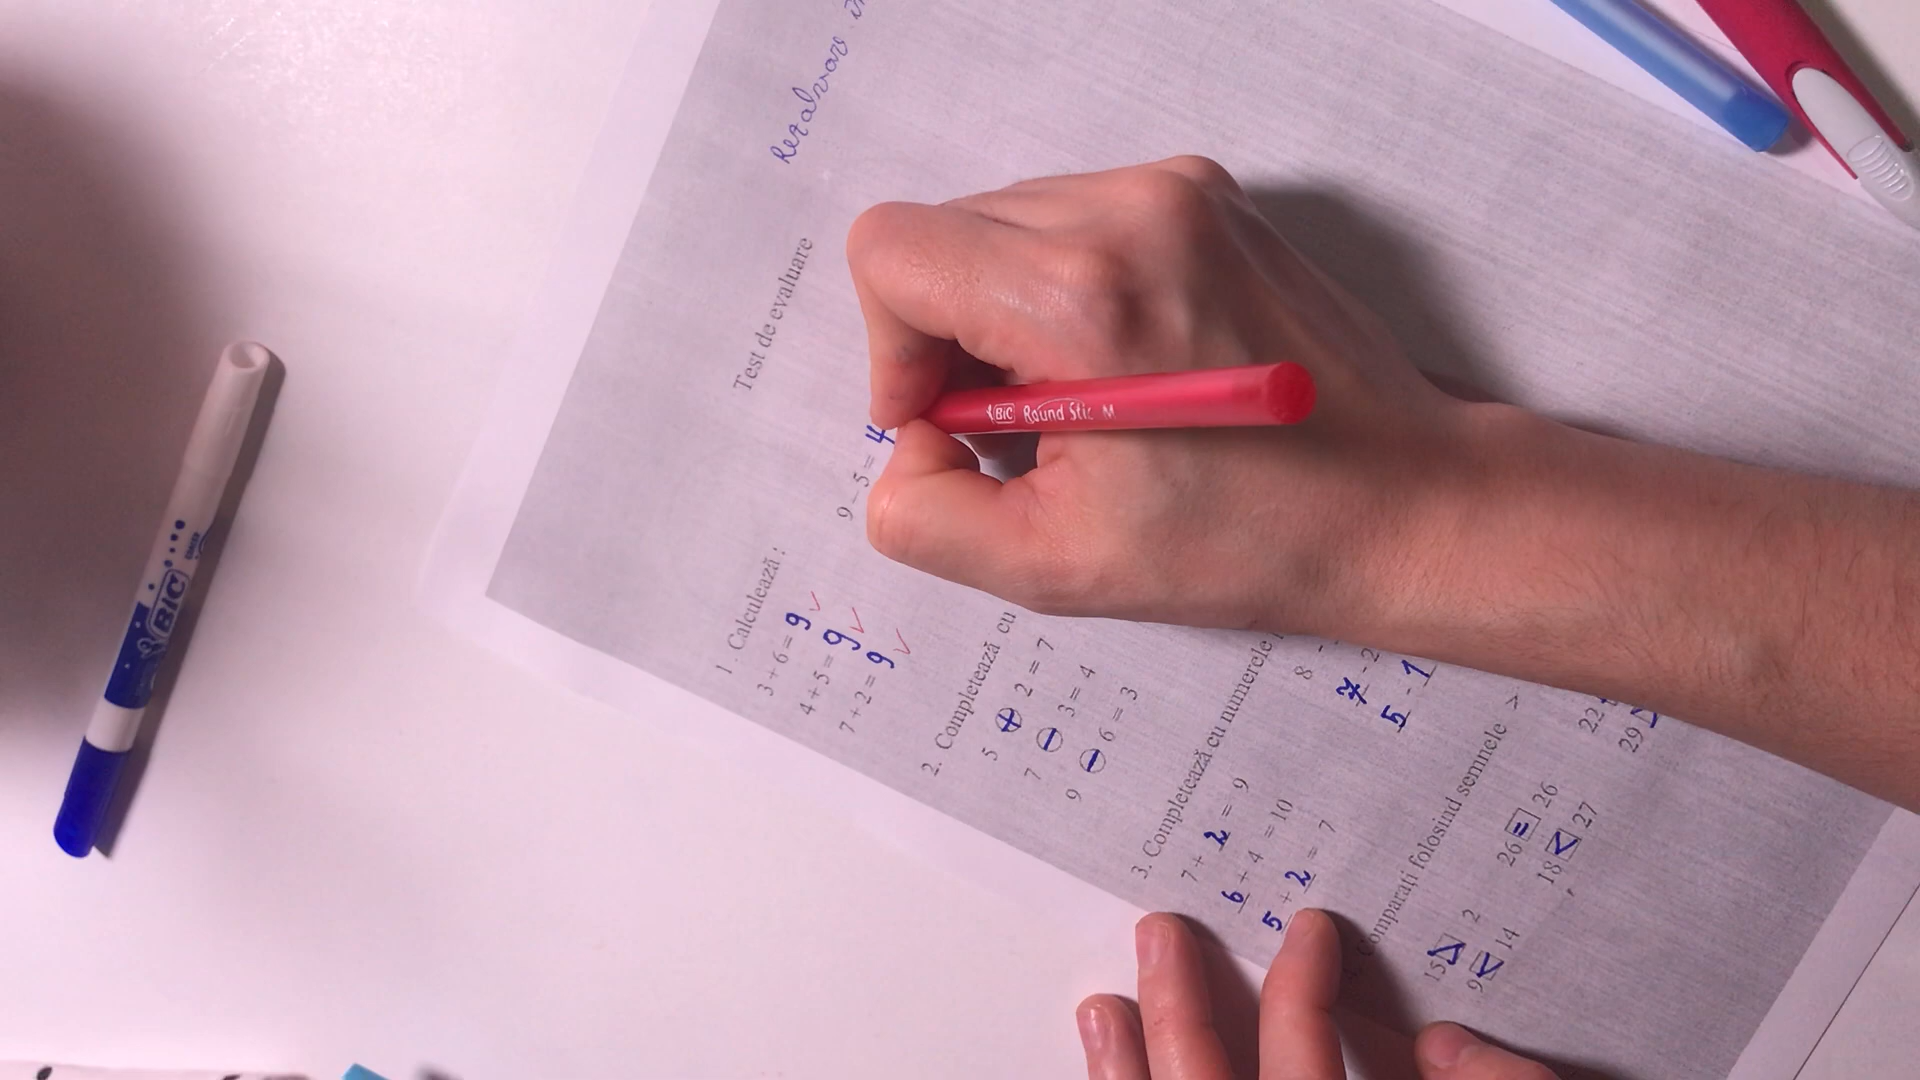 Test de evaluare
1. Calculează :
3 + 6 = 9
4 + 5 = 9
7 + 2 = 9
9 – 5 = 4
2. Completează cu
5 + 2 = 7
7 – 3 = 4
9 – 6 = 3
3. Completează cu numerele
7 + 2 = 9
6 + 4 = 10
5 + 2 = 7
8 -
7 - 2
5 - 1
Comparați folosind semnele >
15 > 2
9 < 14
26 = 26
18 < 27
22
29 >
BIC Round Stic M
BIC